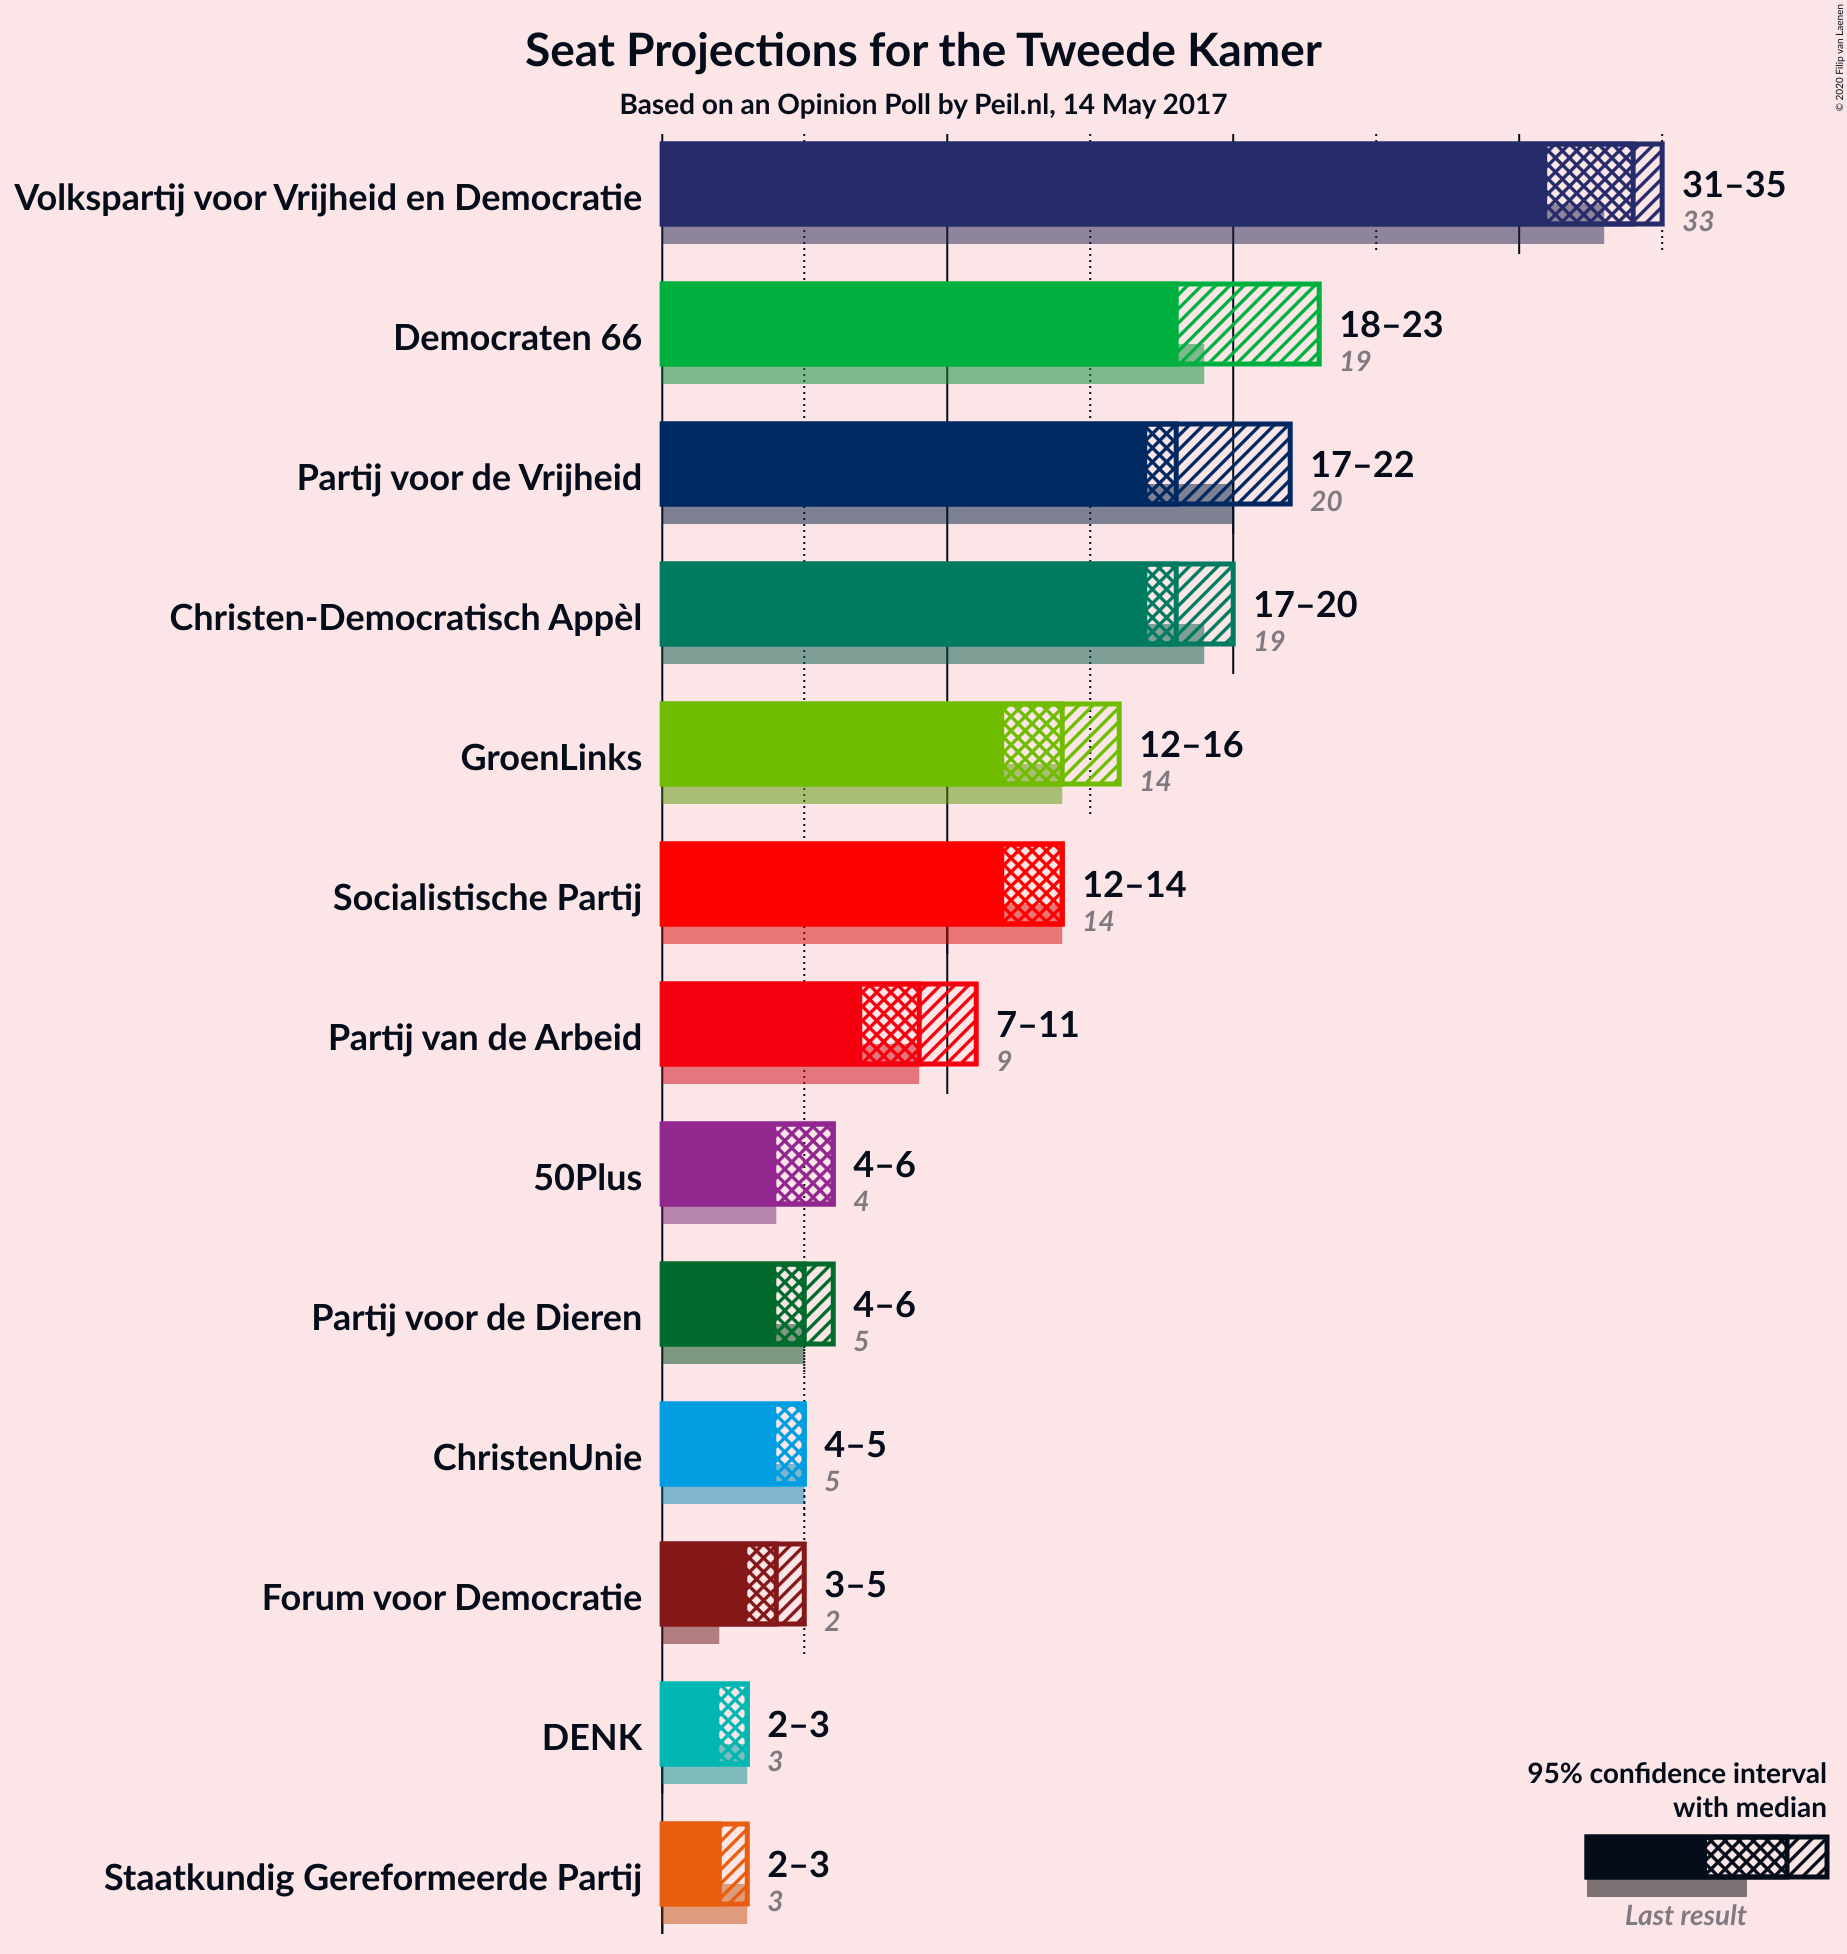 © 2020 Filip van Laenen
Seat Projections for the Tweede Kamer
Based on an Opinion Poll by Peil.nl, 14 May 2017
Volkspartij voor Vrijheid en Democratie
31–35
33
Democraten 66
18–23
19
Partij voor de Vrijheid
17–22
20
Christen-Democratisch Appèl
17–20
19
GroenLinks
12–16
14
Socialistische Partij
12–14
14
Partij van de Arbeid
7–11
9
50Plus
4–6
4
Partij voor de Dieren
4–6
5
ChristenUnie
4–5
5
Forum voor Democratie
3–5
2
DENK
2–3
3
Staatkundig Gereformeerde Partij
2–3
3
95% confidence interval
with median
Last result